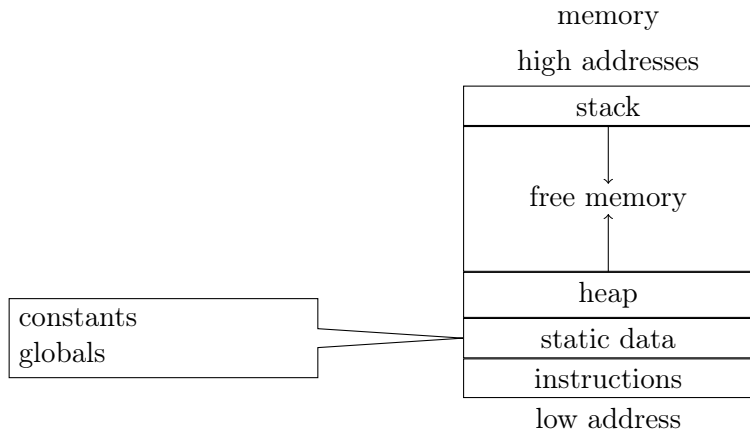 memory
high addresses
stack
free memory
heap
constants
globals
static data
instructions
low address